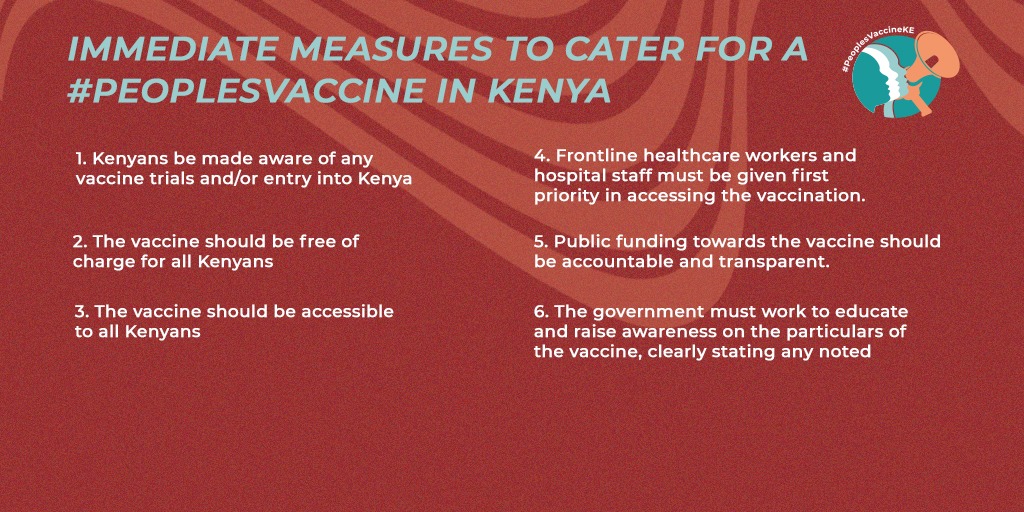 IMMEDIATE MEASURES TO CATER FOR A
#PEOPLESVACCINE IN KENYA
#PeoplesVaccineKE
1. Kenyans be made aware of any
vaccine trials and/or entry into Kenya
2. The vaccine should be free of
charge for all Kenyans
3. The vaccine should be accessible
to all Kenyans
4. Frontline healthcare workers and
hospital staff must be given first
priority in accessing the vaccination.
5. Public funding towards the vaccine should
be accountable and transparent.
6. The government must work to educate
and raise awareness on the particulars of
the vaccine, clearly stating any noted